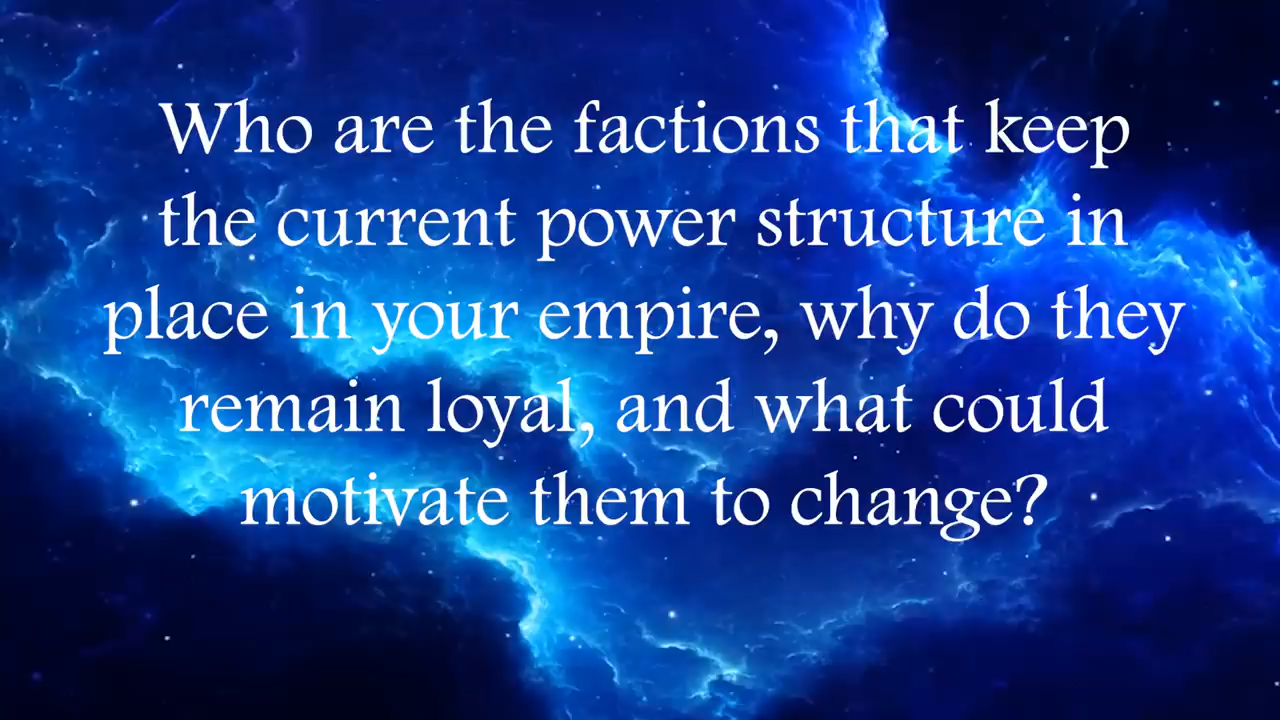 Who are the factions that keep
the current power structure in
place in your empire, why do they
remain loyal, and what could
motivate them to change?